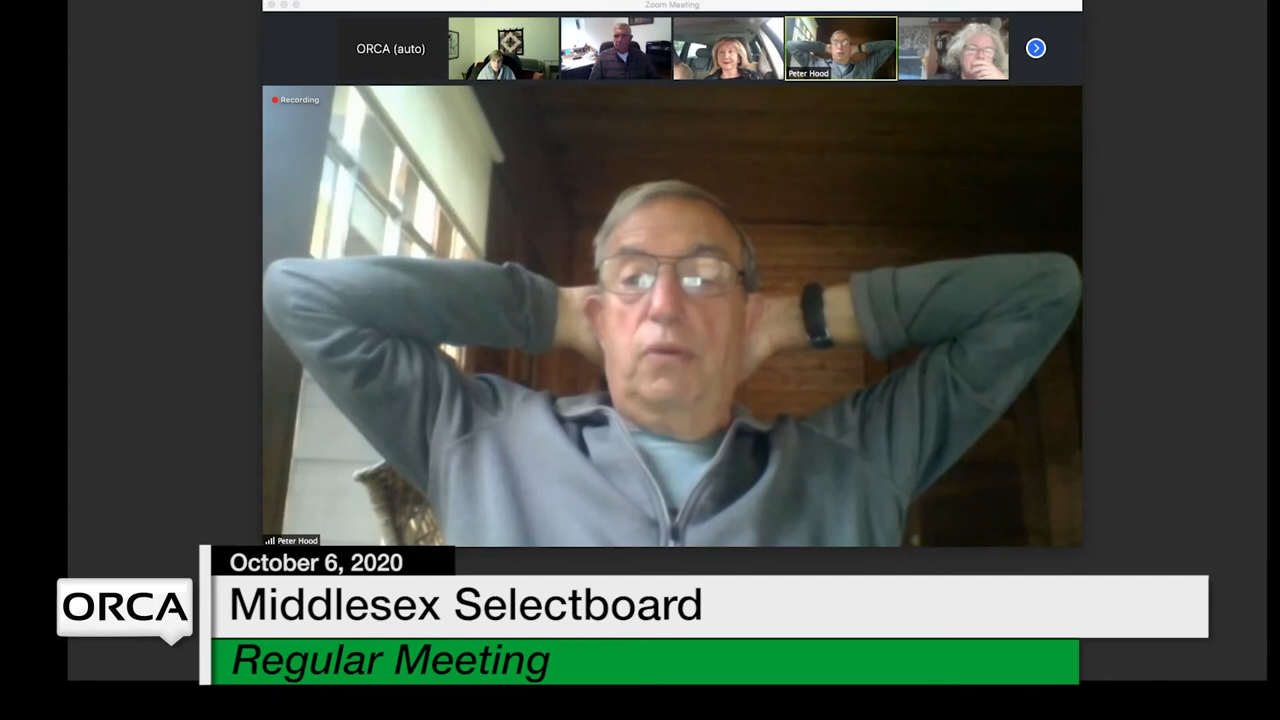 Zoom Meeting
ORCA (auto)
Peter Hood
Recording
Peter Hood
October 6, 2020
ORCA
Middlesex Selectboard
Regular Meeting